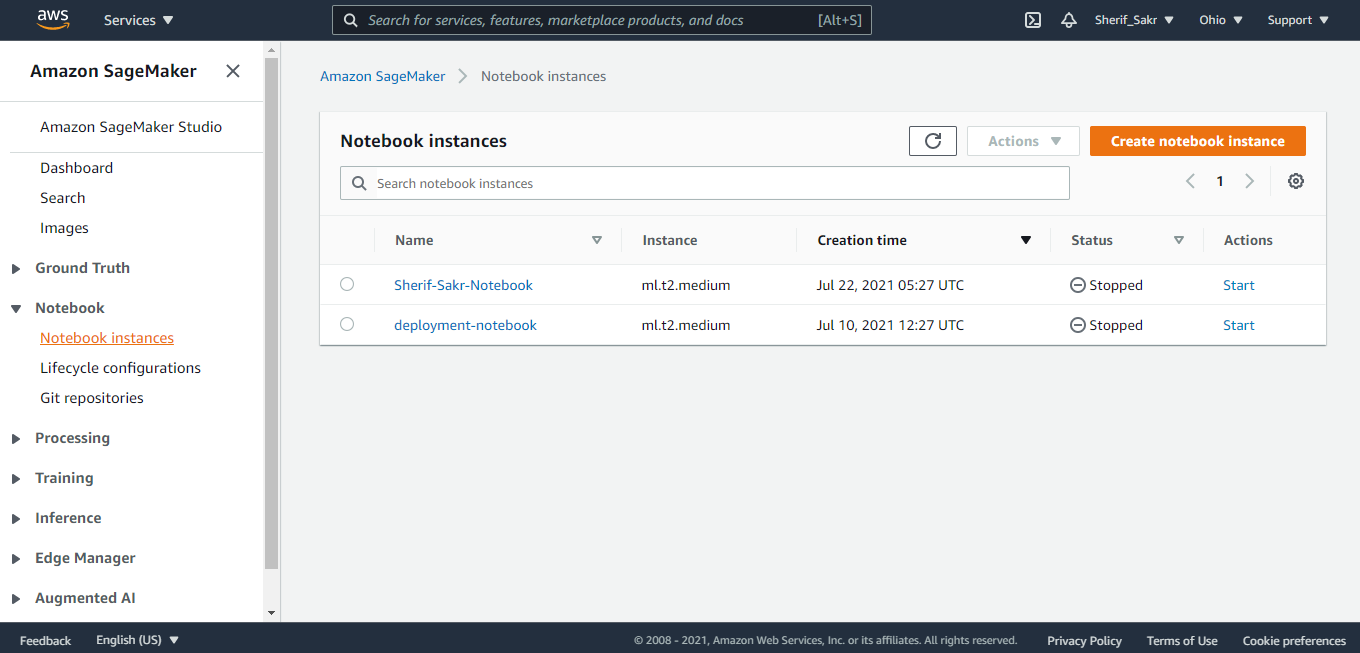 aws Services Search for services, features, marketplace products, and docs [Alt+S] Sherif_Sakr Ohio Support
Amazon SageMaker
Amazon SageMaker Studio
Dashboard
Search
Images
Ground Truth
Notebook
Notebook instances
Lifecycle configurations
Git repositories
Processing
Training
Inference
Edge Manager
Augmented AI
Amazon SageMaker Notebook instances
Notebook instances Actions Create notebook instance
Search notebook instances 1
Name Instance Creation time Status Actions
Sherif-Sakr-Notebook ml.t2.medium Jul 22, 2021 05:27 UTC Stopped Start
deployment-notebook ml.t2.medium Jul 10, 2021 12:27 UTC Stopped Start
Feedback English (US) © 2008 - 2021, Amazon Web Services, Inc. or its affiliates. All rights reserved. Privacy Policy Terms of Use Cookie preferences